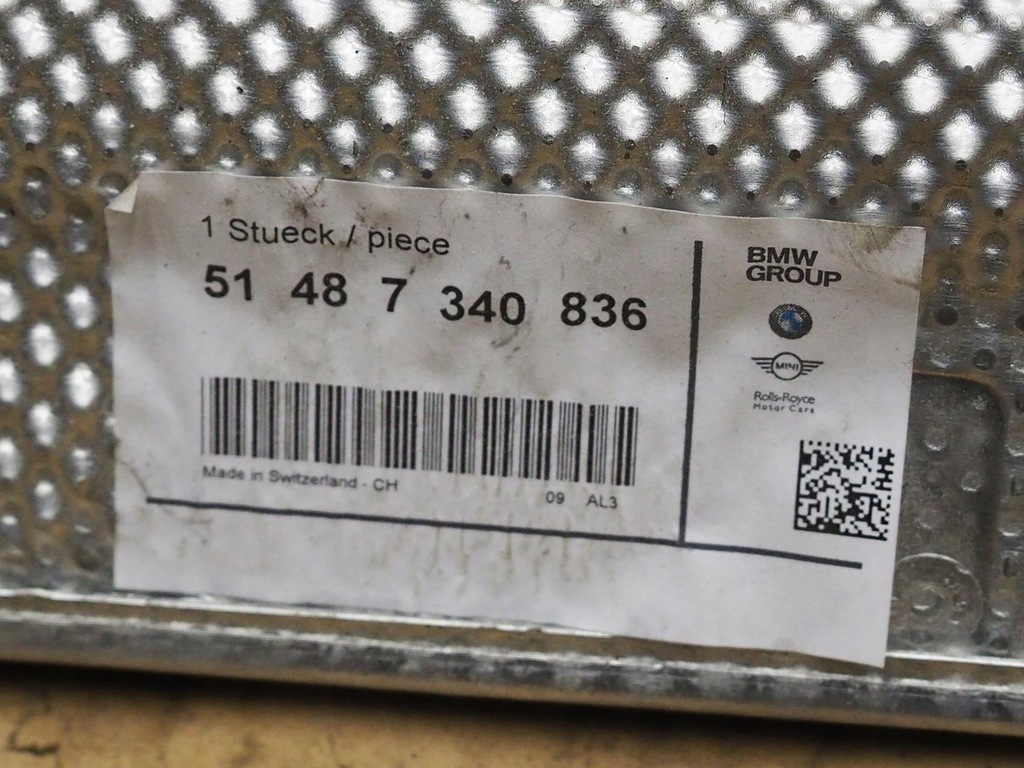 1 Stueck / piece
51 48 7 340 836
Made in Switzerland - CH
09 AL3
BMW
GROUP
MINI
Rolls-Royce
Motor Cars